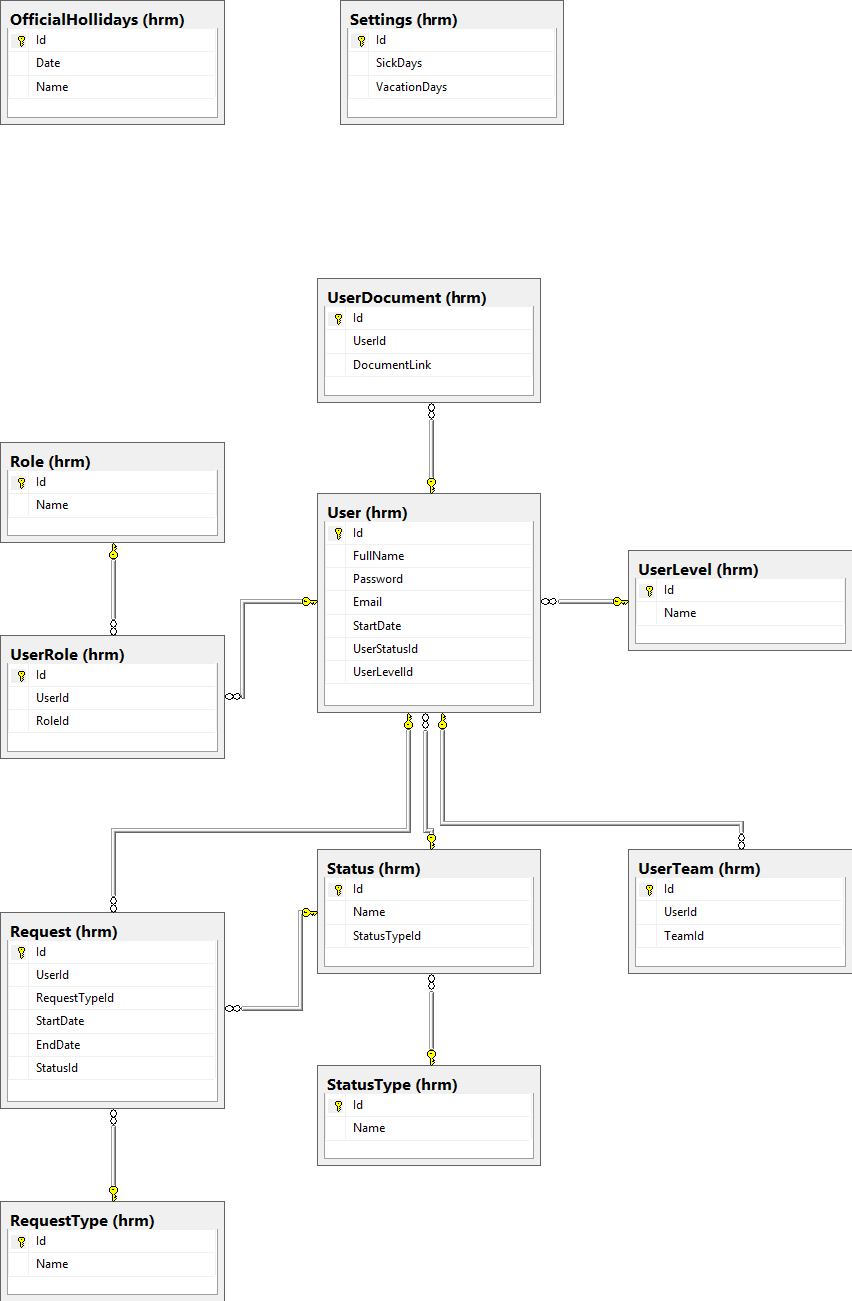 OfficialHollidays (hrm)
Id
Date
Name
Settings (hrm)
Id
SickDays
VacationDays
UserDocument (hrm)
Id
UserId
DocumentLink
Role (hrm)
Id
Name
User (hrm)
Id
FullName
Password
Email
StartDate
UserStatusId
UserLevelId
UserLevel (hrm)
Id
Name
UserRole (hrm)
Id
UserId
RoleId
Status (hrm)
Id
Name
StatusTypeId
UserTeam (hrm)
Id
UserId
TeamId
Request (hrm)
Id
UserId
RequestTypeId
StartDate
EndDate
StatusId
StatusType (hrm)
Id
Name
RequestType (hrm)
Id
Name